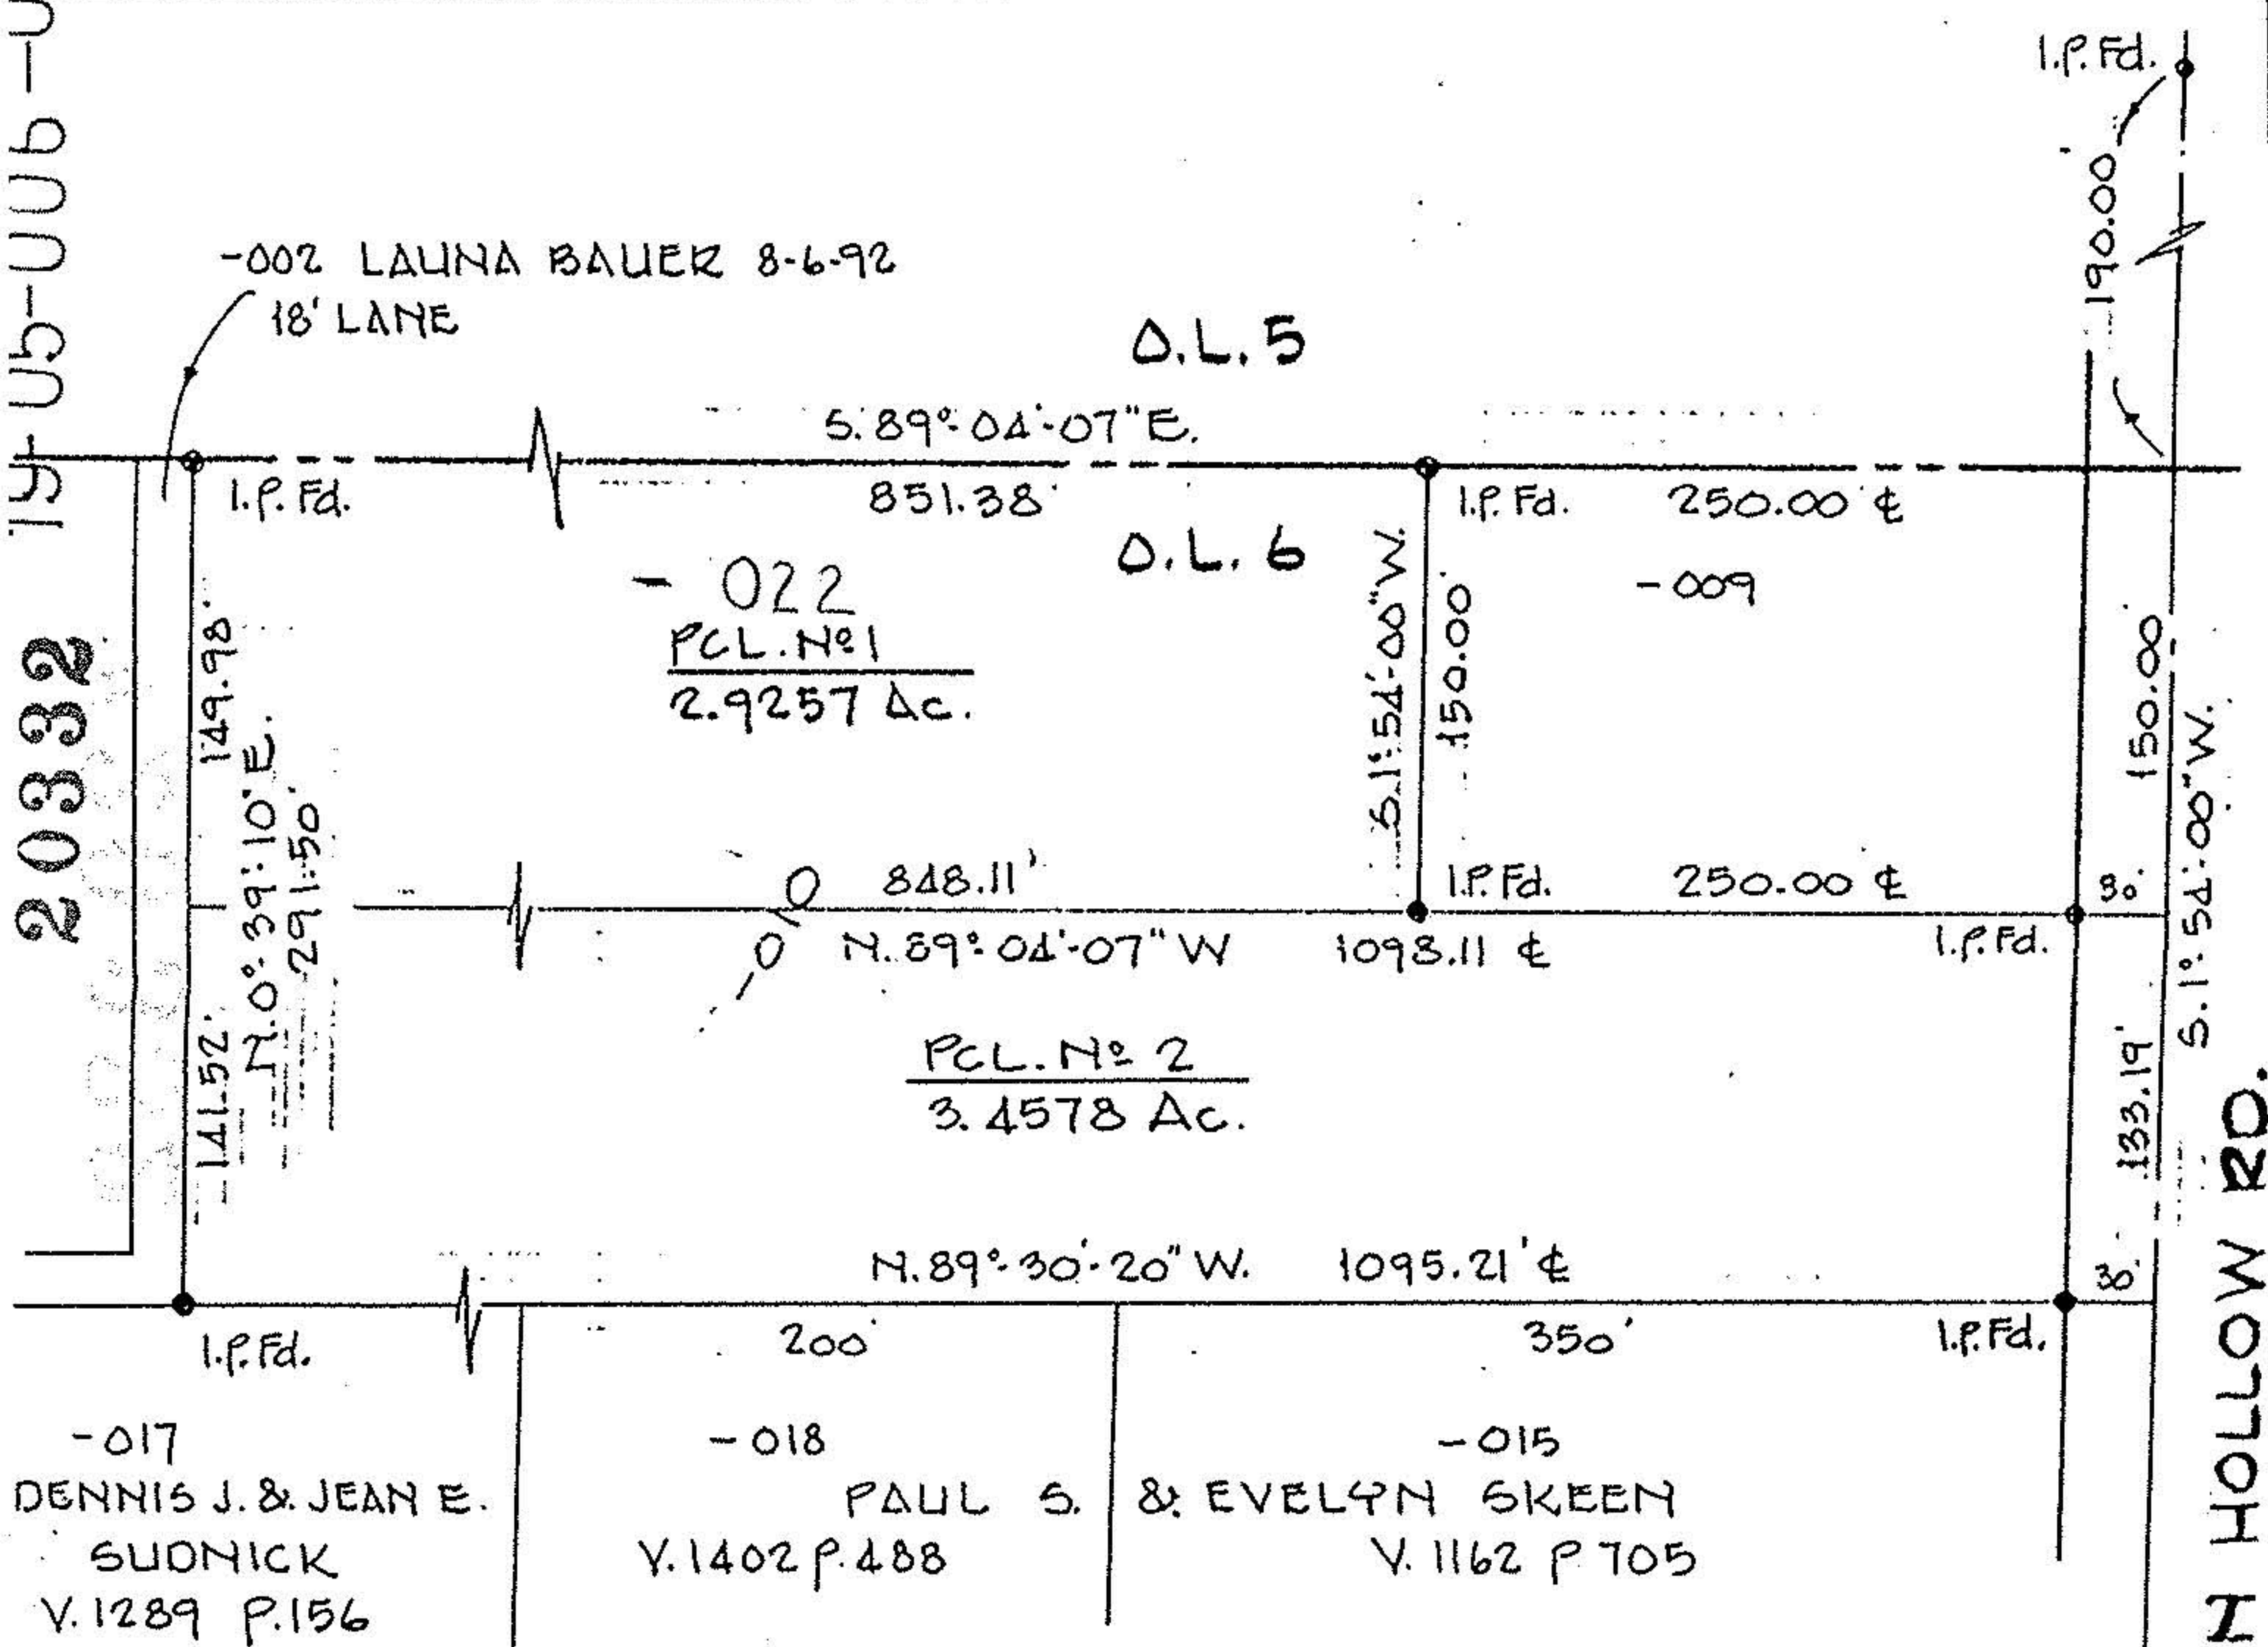 I.P. Fd.
190.00
-002 LAUNA BAUER 8-6-92
18' LANE
O.L. 5
S. 89°-04'-07" E.
I.P. Fd.
851.38'
I.P. Fd.
250.00 ℄
O.L. 6
-022
-009
PCL. Nº 1
2.9257 Ac.
149.98'
S. 1°-54'-00" W.
150.00'
150.00
20332
N. 0°-39'-10" E.
291.50'
S. 1°-54'-00" W.
848.11'
I.P. Fd.
250.00 ℄
30'
N. 89°-04'-07" W
1098.11 ℄
I.P. Fd.
141.52'
PCL. Nº 2
3.4578 Ac.
133.19'
N. 89°-30'-20" W. 1095.21' ℄
30'
I.P. Fd.
200'
350'
I.P. Fd.
HOLLOW RD.
-017
-018
-015
DENNIS J. & JEAN E.
PAUL S. & EVELYN SKEEN
SUDNICK
V. 1402 P. 488
V. 1162 P 705
V. 1289 P. 156